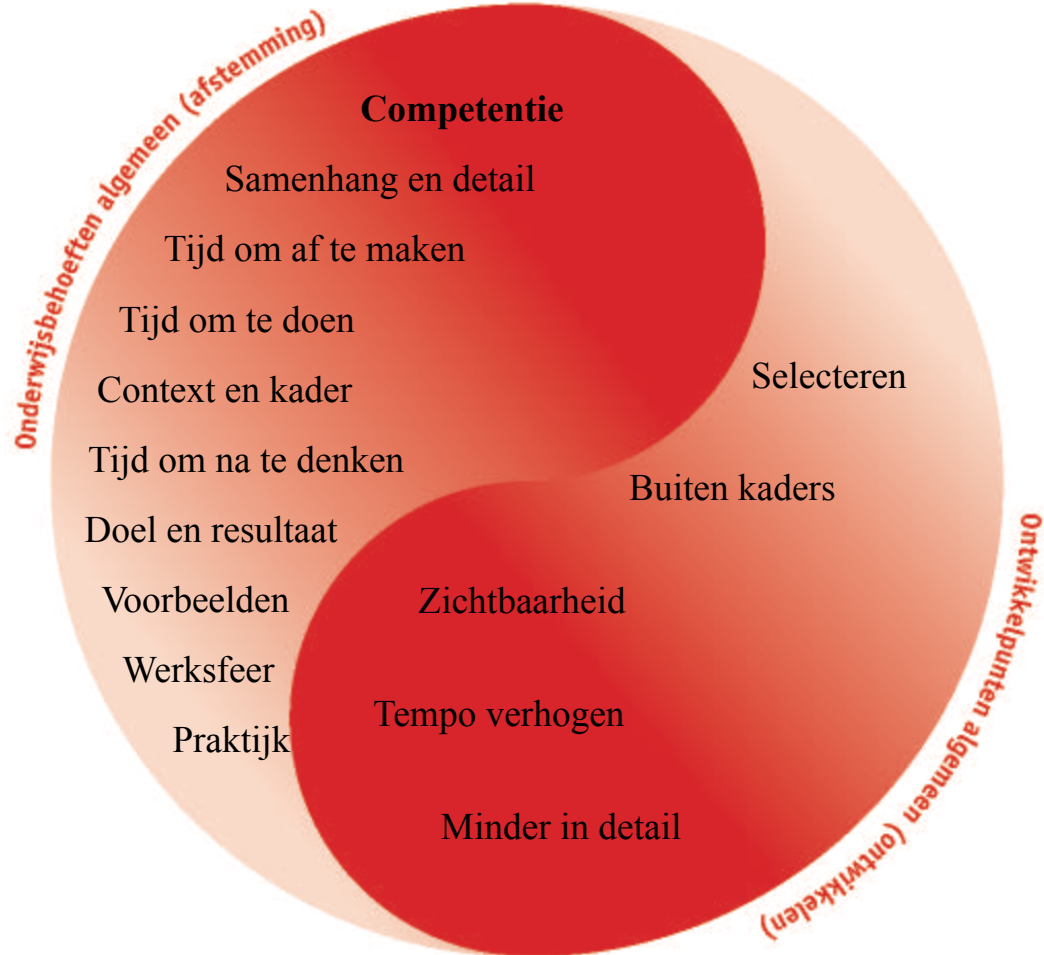 Onderwijsbehoeften algemeen (afstemming)
Competentie
Samenhang en detail
Tijd om af te maken
Tijd om te doen
Context en kader
Tijd om na te denken
Doel en resultaat
Voorbeelden
Werksfeer
Praktijk
Selecteren
Buiten kaders
Zichtbaarheid
Tempo verhogen
Minder in detail
Ontwikkelpunten algemeen (ontwikkelen)